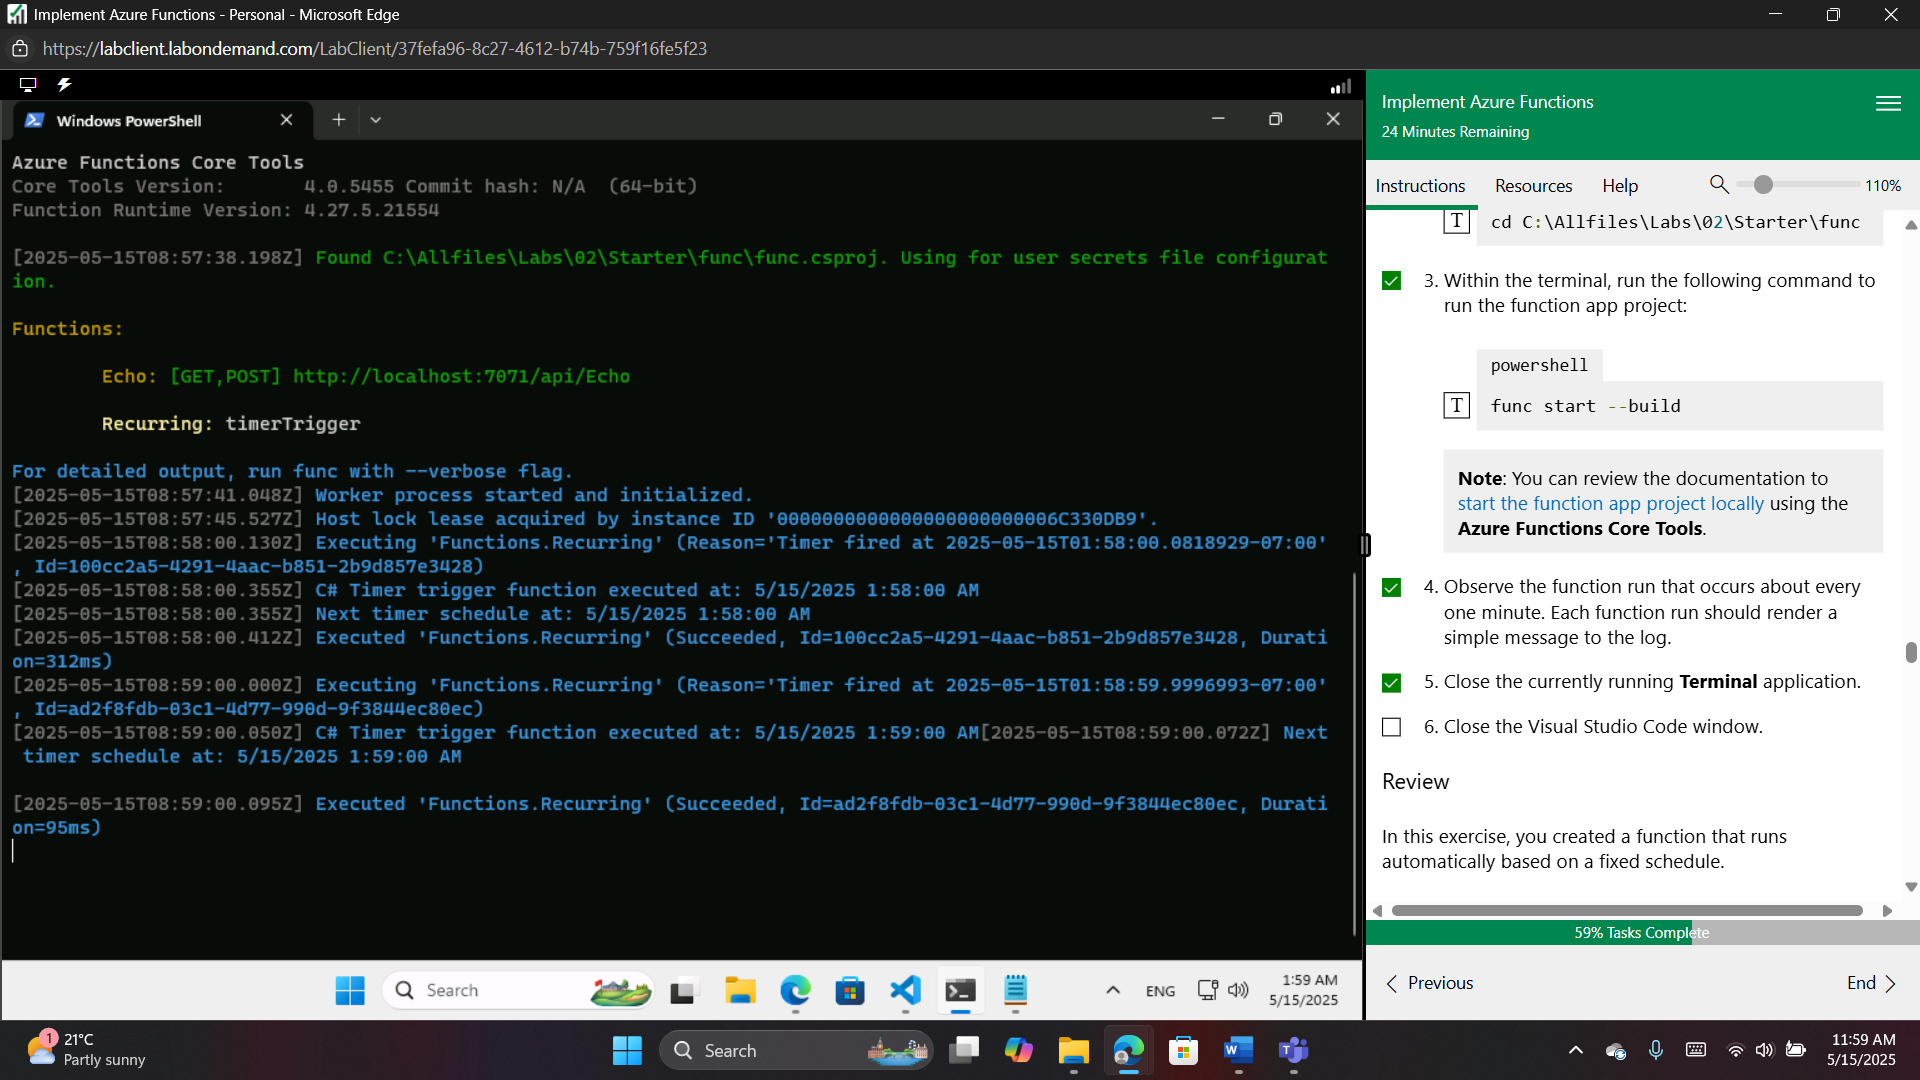 Implement Azure Functions - Personal - Microsoft Edge
https://labclient.labondemand.com/LabClient/37fefa96-8c27-4612-b74b-759f16fe5f23
Windows PowerShell
Azure Functions Core Tools
Core Tools Version:       4.0.5455 Commit hash: N/A  (64-bit)
Function Runtime Version: 4.27.5.21554
[2025-05-15T08:57:38.198Z] Found C:\Allfiles\Labs\02\Starter\func\func.csproj. Using for user secrets file configurat
ion.
Functions:
Echo: [GET,POST] http://localhost:7071/api/Echo
Recurring: timerTrigger
For detailed output, run func with --verbose flag.
[2025-05-15T08:57:41.048Z] Worker process started and initialized.
[2025-05-15T08:57:45.527Z] Host lock lease acquired by instance ID '0000000000000000000000006C330DB9'.
[2025-05-15T08:58:00.130Z] Executing 'Functions.Recurring' (Reason='Timer fired at 2025-05-15T01:58:00.0818929-07:00'
, Id=100cc2a5-4291-4aac-b851-2b9d857e3428)
[2025-05-15T08:58:00.355Z] C# Timer trigger function executed at: 5/15/2025 1:58:00 AM
[2025-05-15T08:58:00.355Z] Next timer schedule at: 5/15/2025 1:58:00 AM
[2025-05-15T08:58:00.412Z] Executed 'Functions.Recurring' (Succeeded, Id=100cc2a5-4291-4aac-b851-2b9d857e3428, Durati
on=312ms)
[2025-05-15T08:59:00.000Z] Executing 'Functions.Recurring' (Reason='Timer fired at 2025-05-15T01:58:59.9996993-07:00'
, Id=ad2f8fdb-03c1-4d77-990d-9f3844ec80ec)
[2025-05-15T08:59:00.050Z] C# Timer trigger function executed at: 5/15/2025 1:59:00 AM[2025-05-15T08:59:00.072Z] Next
timer schedule at: 5/15/2025 1:59:00 AM
[2025-05-15T08:59:00.095Z] Executed 'Functions.Recurring' (Succeeded, Id=ad2f8fdb-03c1-4d77-990d-9f3844ec80ec, Durati
on=95ms)
Search
ENG
1:59 AM
5/15/2025
Implement Azure Functions
24 Minutes Remaining
Instructions
Resources
Help
110%
T
cd C:\Allfiles\Labs\02\Starter\func
3. Within the terminal, run the following command to
run the function app project:
powershell
T
func start --build
Note: You can review the documentation to
start the function app project locally using the
Azure Functions Core Tools.
4. Observe the function run that occurs about every
one minute. Each function run should render a
simple message to the log.
5. Close the currently running Terminal application.
6. Close the Visual Studio Code window.
Review
In this exercise, you created a function that runs
automatically based on a fixed schedule.
59% Tasks Complete
Previous
End
1
21°C
Partly sunny
Search
W
T
11:59 AM
5/15/2025